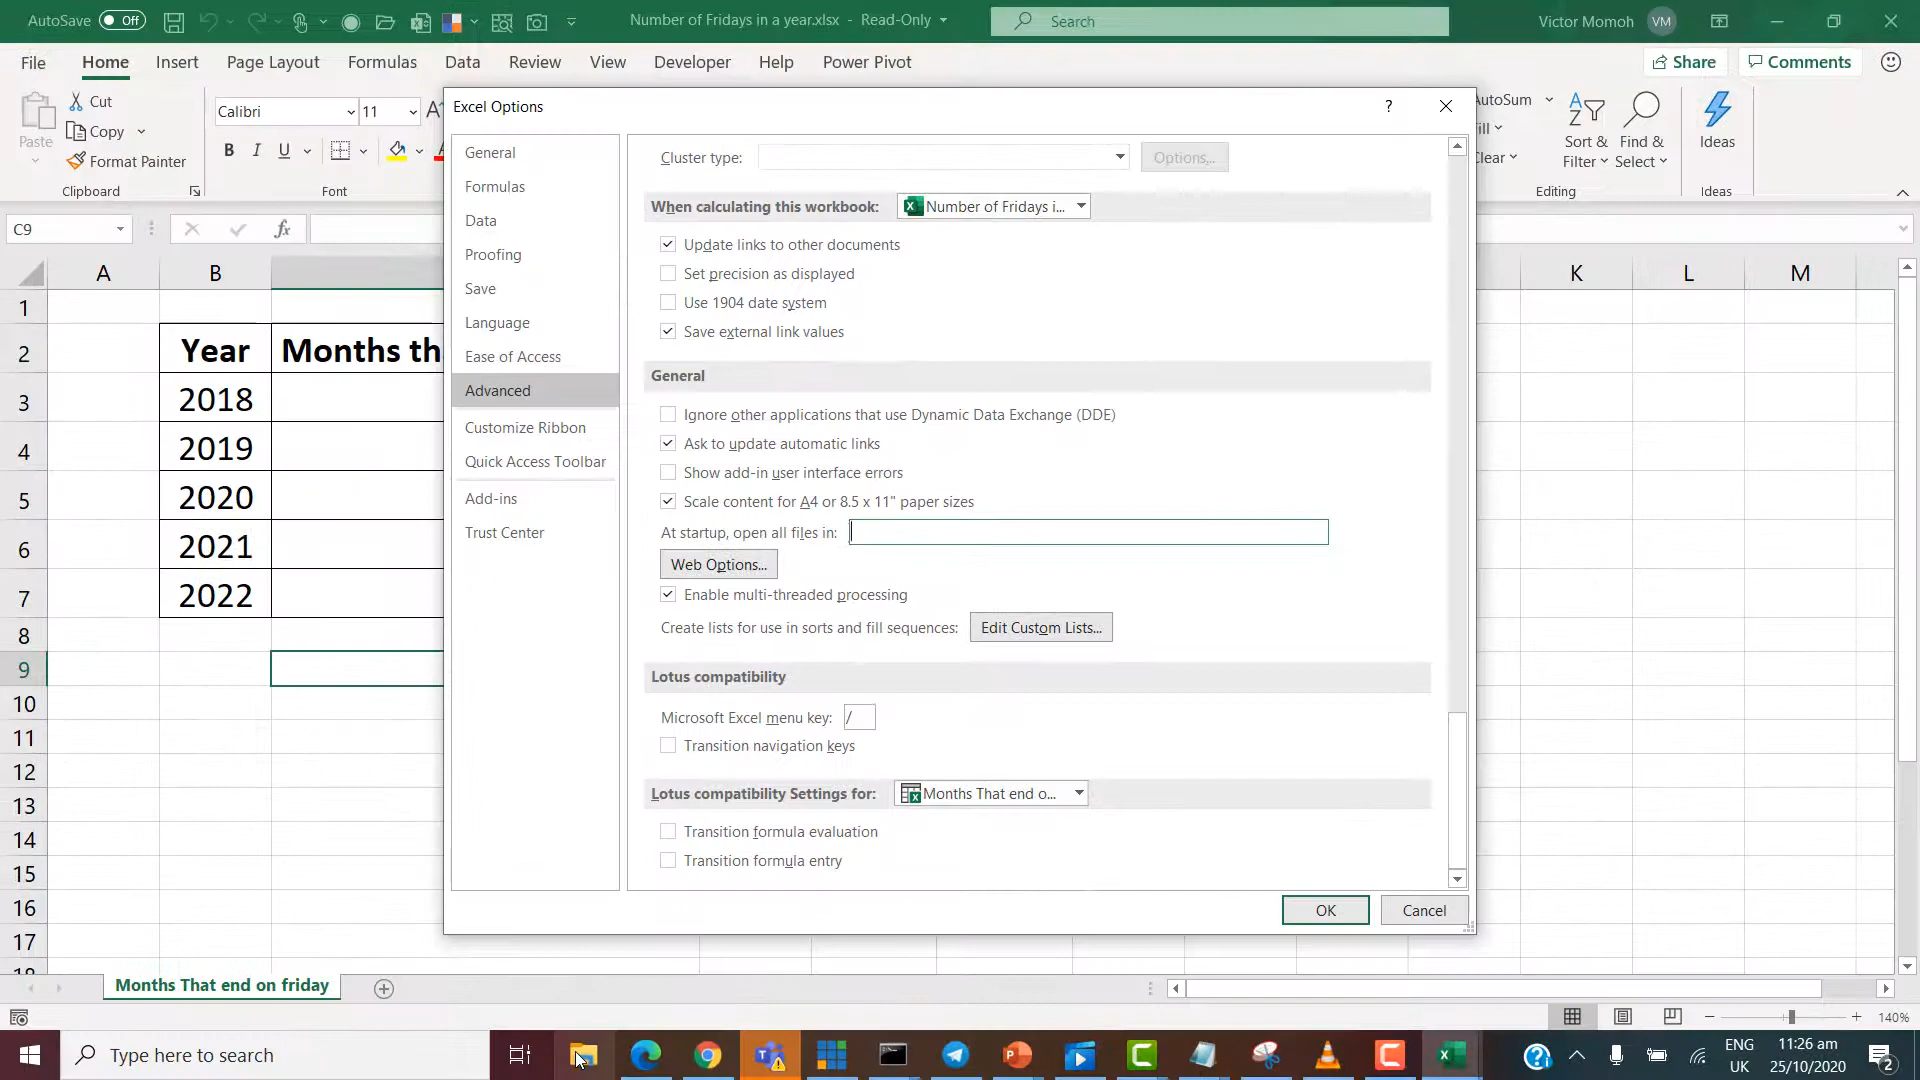 AutoSave Off Number of Fridays in a year.xlsx - Read-Only Search Victor Momoh VM
File Home Insert Page Layout Formulas Data Review View Developer Help Power Pivot Share Comments
Paste Cut
Copy
Format Painter
Clipboard
Calibri 11
B I U
Font
AutoSum
Fill
Clear
Sort & Filter
Find & Select
Editing
Ideas
Ideas
C9 fx
A B K L M
1
2 Year Months th
3 2018
4 2019
5 2020
6 2021
7 2022
8
9
10
11
12
13
14
15
16
17
18
Excel Options ?
General
Formulas
Data
Proofing
Save
Language
Ease of Access
Advanced
Customize Ribbon
Quick Access Toolbar
Add-ins
Trust Center
Cluster type: Options...
When calculating this workbook: Number of Fridays i...
Update links to other documents
Set precision as displayed
Use 1904 date system
Save external link values
General
Ignore other applications that use Dynamic Data Exchange (DDE)
Ask to update automatic links
Show add-in user interface errors
Scale content for A4 or 8.5 x 11" paper sizes
At startup, open all files in:
Web Options...
Enable multi-threaded processing
Create lists for use in sorts and fill sequences: Edit Custom Lists...
Lotus compatibility
Microsoft Excel menu key: /
Transition navigation keys
Lotus compatibility Settings for: Months That end o...
Transition formula evaluation
Transition formula entry
OK Cancel
Months That end on friday
140%
Type here to search
ENG
UK
11:26 am
25/10/2020
2